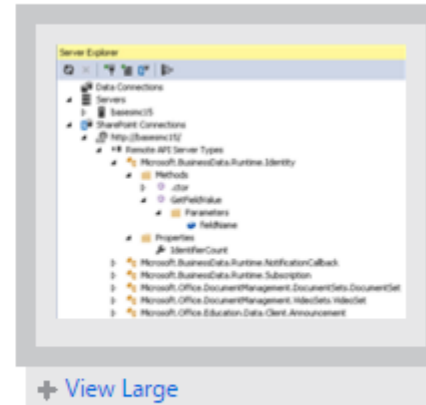 Server Explorer
Data Connections
Servers
basesmc15
SharePoint Connections
http://basesmc15/
Remote API Server Types
Microsoft.BusinessData.Runtime.Identity
Methods
.ctor
GetFieldValue
Parameters
fieldName
Properties
IdentifierCount
Microsoft.BusinessData.Runtime.NotificationCallback
Microsoft.BusinessData.Runtime.Subscription
Microsoft.Office.DocumentManagement.DocumentSets.DocumentSet
Microsoft.Office.DocumentManagement.VideoSets.VideoSet
Microsoft.Office.Education.Data.Client.Announcement
View Large